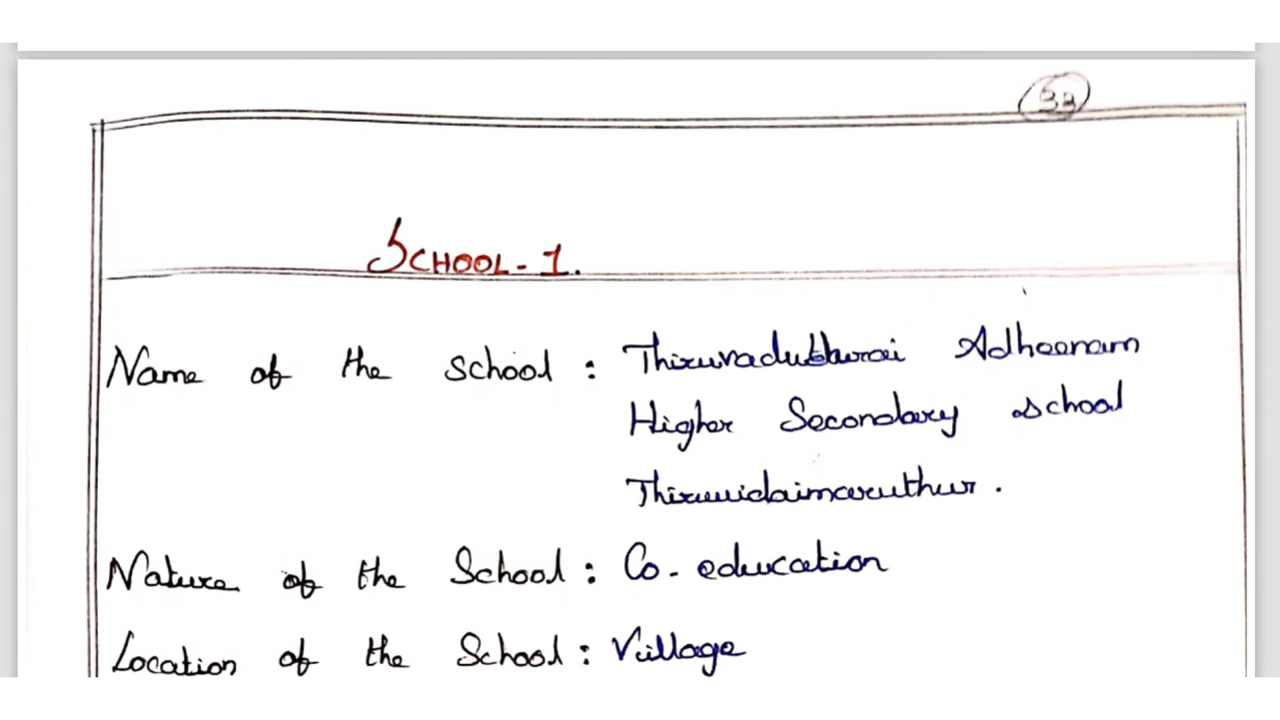 33
SCHOOL - 1.
Name of the school : Thiruvaduthurai Adheenam
Higher Secondary school
Thiruvidaimaruthur .
Nature of the School : Co - education
Location of the School : Village